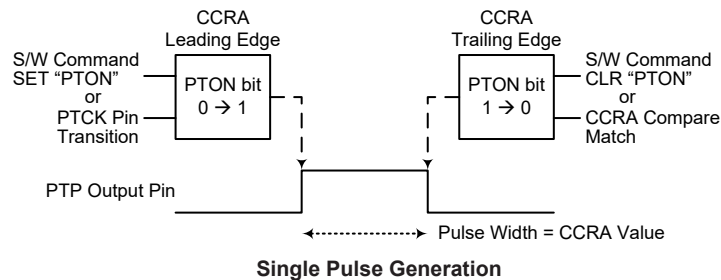 CCRA
Leading Edge
S/W Command
SET “PTON”
or
PTCK Pin
Transition
PTON bit
0 → 1
CCRA
Trailing Edge
PTON bit
1 → 0
S/W Command
CLR “PTON”
or
CCRA Compare
Match
PTP Output Pin
Pulse Width = CCRA Value
Single Pulse Generation